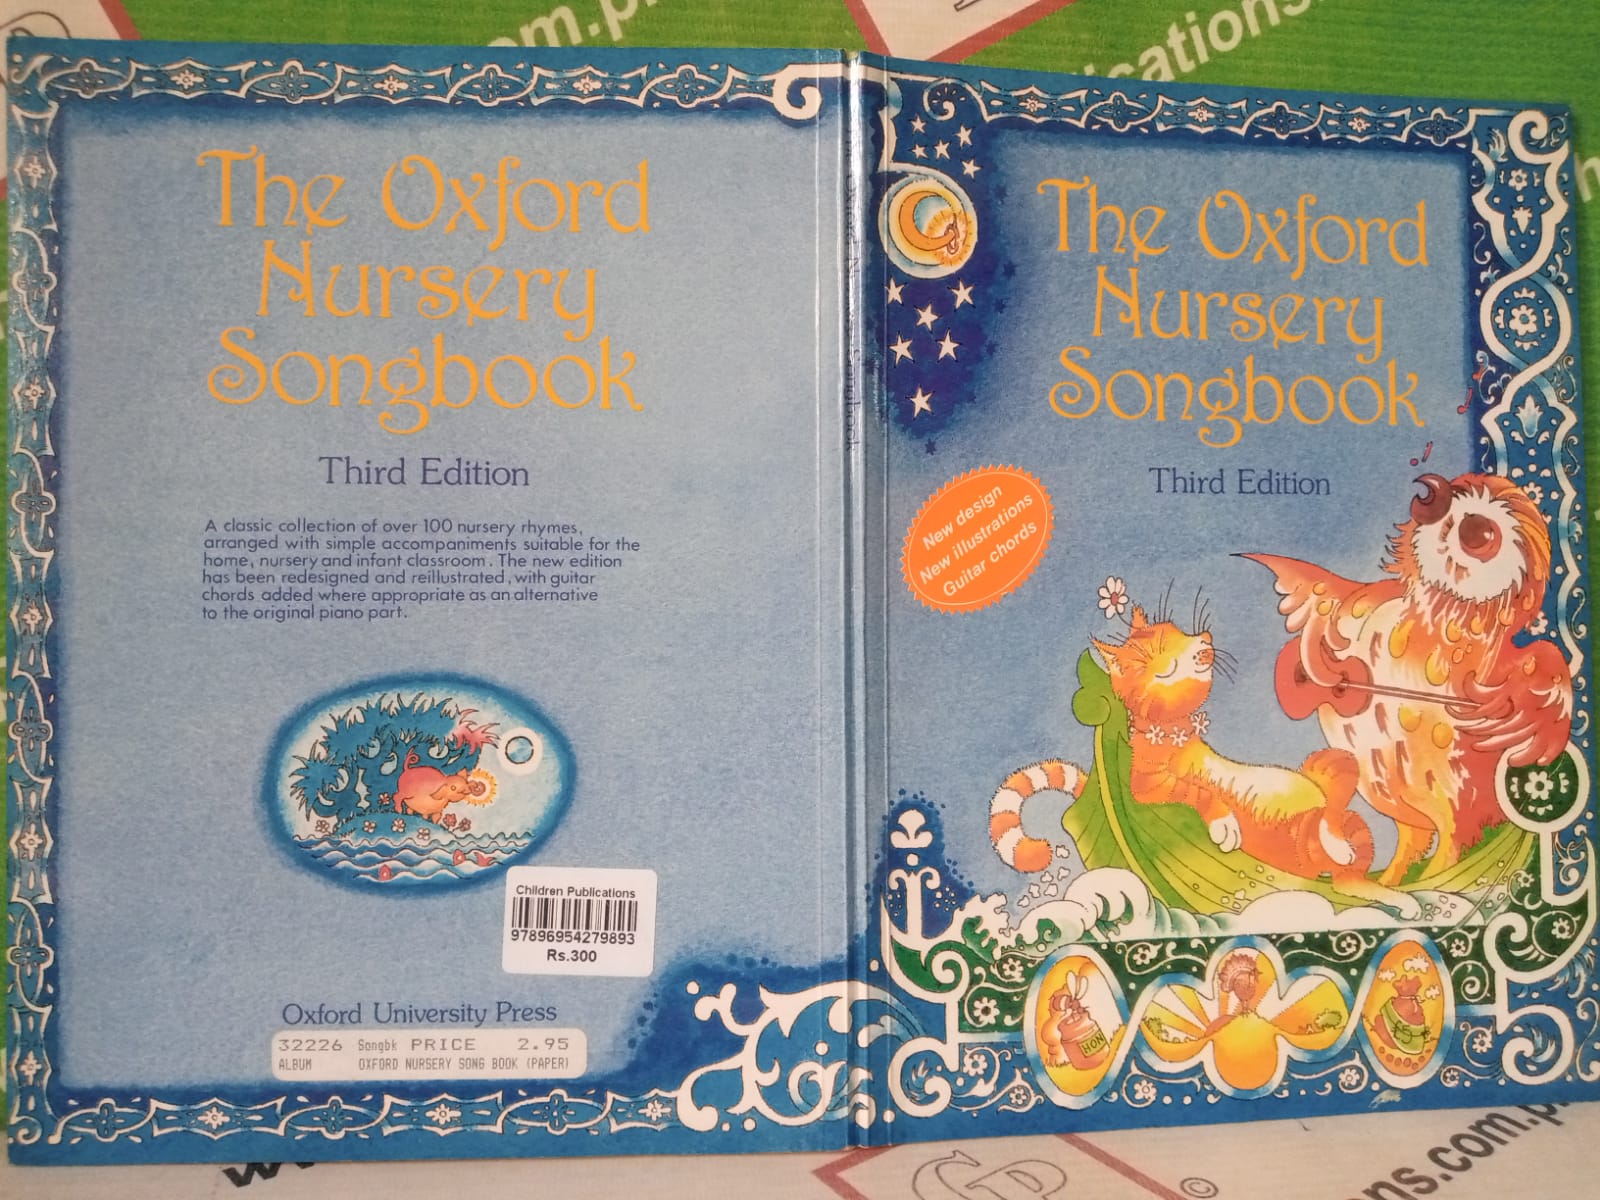 The Oxford
Nursery
Songbook
Third Edition
A classic collection of over 100 nursery rhymes,
arranged with simple accompaniments suitable for the
home, nursery and infant classroom. The new edition
has been redesigned and reillustrated, with guitar
chords added where appropriate as an alternative
to the original piano part.
Children Publications
97896954279893
Rs.300
Oxford University Press
32226 Songbk PRICE 2.95
ALBUM OXFORD NURSERY SONG BOOK (PAPER)
The Oxford
Nursery
Songbook
Third Edition
New design
New illustrations
Guitar chords
HON